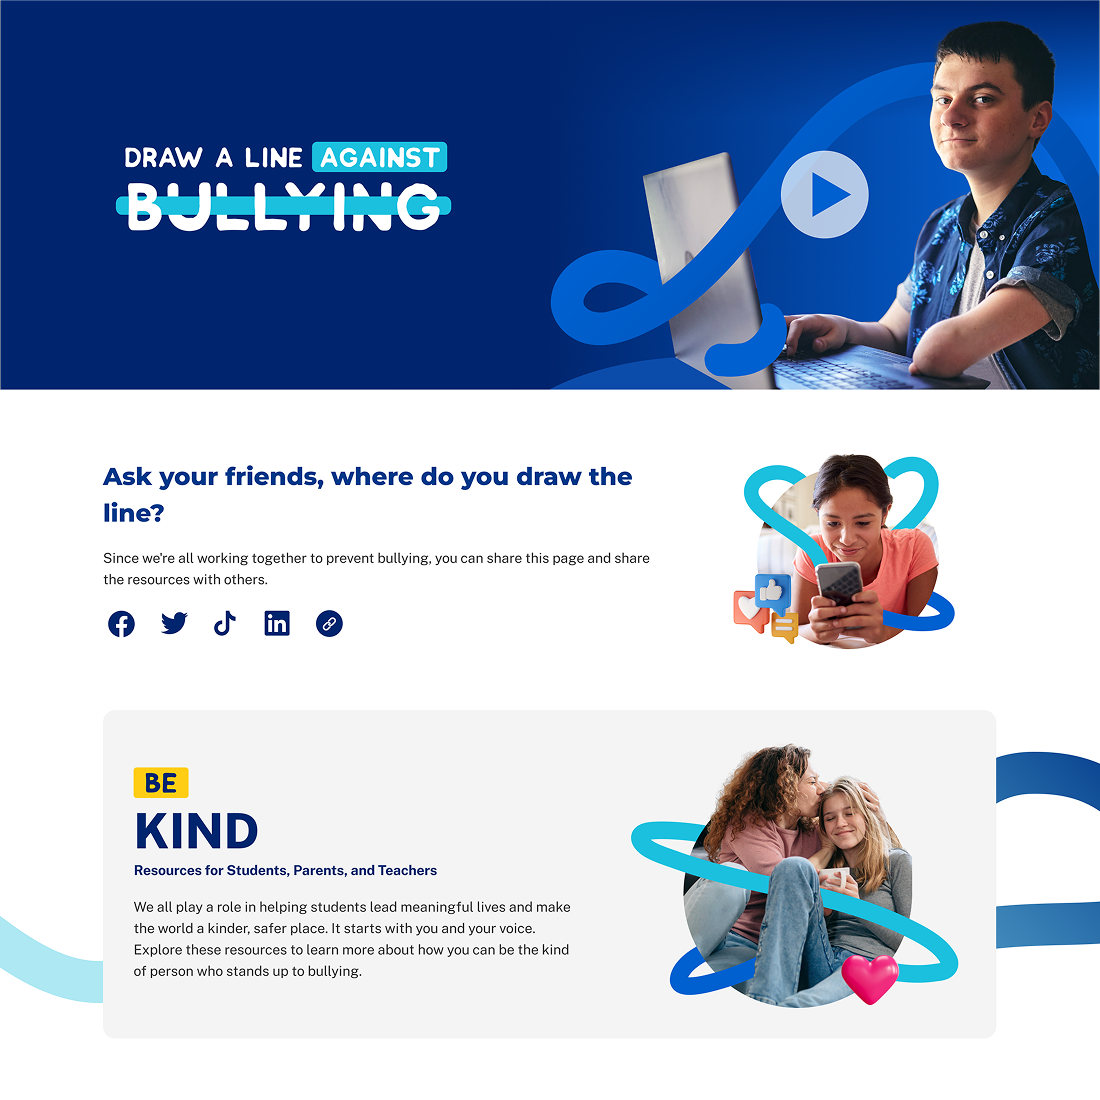 DRAW A LINE AGAINST
BULLYING
Ask your friends, where do you draw the
line?
Since we're all working together to prevent bullying, you can share this page and share
the resources with others.
BE
KIND
Resources for Students, Parents, and Teachers
We all play a role in helping students lead meaningful lives and make
the world a kinder, safer place. It starts with you and your voice.
Explore these resources to learn more about how you can be the kind
of person who stands up to bullying.